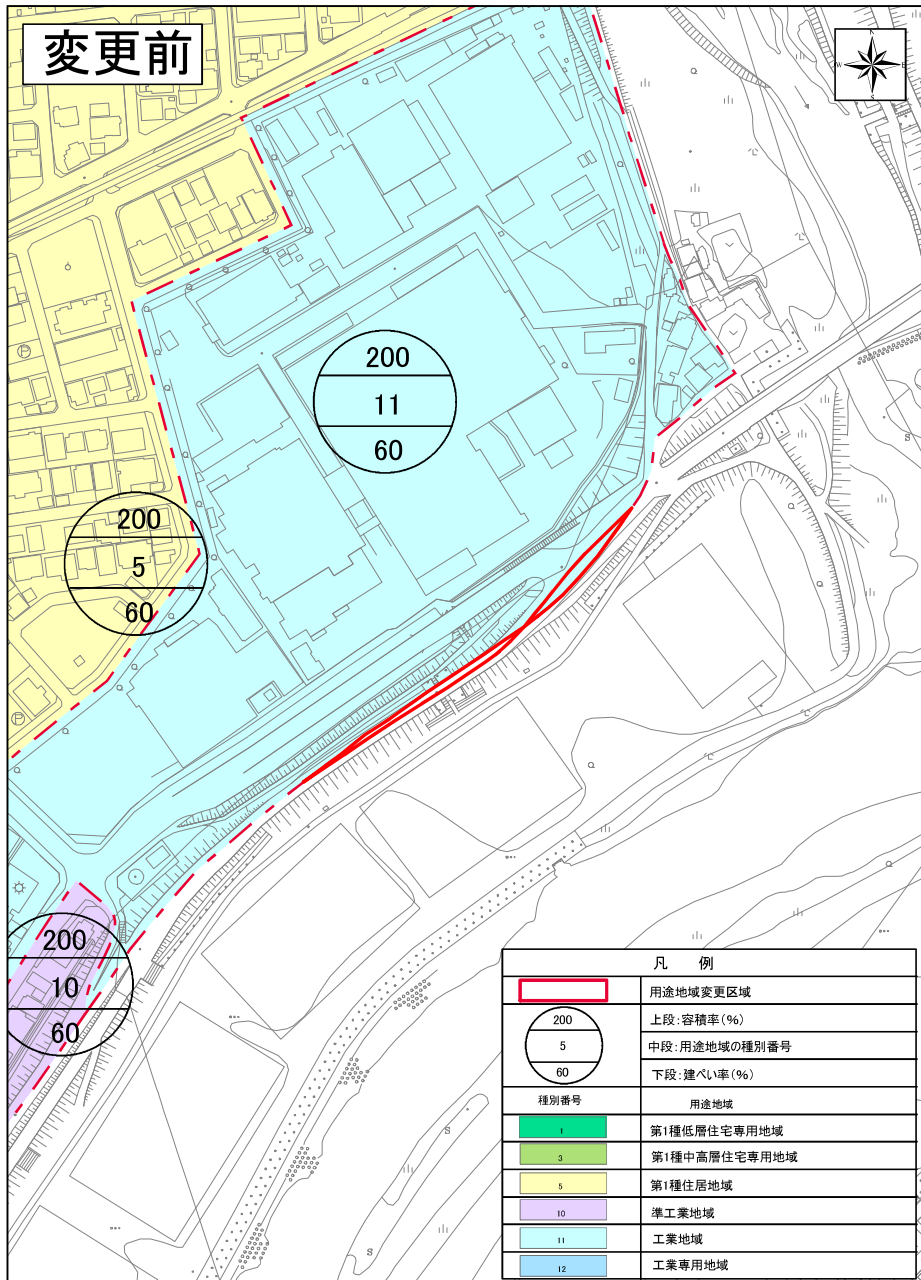 変更前
N
W
E
S
200
11
60
200
5
60
200
10
60
凡 例
用途地域変更区域
200
5
60
上段:容積率(%)
中段:用途地域の種別番号
下段:建ぺい率(%)
種別番号
用途地域
1
第1種低層住宅専用地域
3
第1種中高層住宅専用地域
5
第1種住居地域
10
準工業地域
11
工業地域
12
工業専用地域